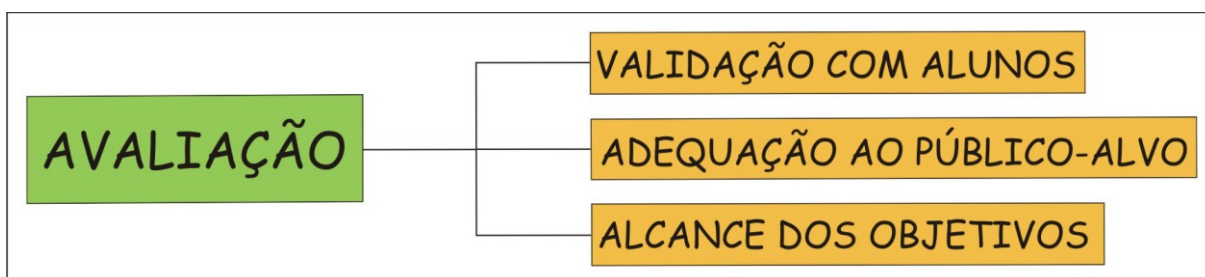 AVALIAÇÃO
VALIDAÇÃO COM ALUNOS
ADEQUAÇÃO AO PÚBLICO-ALVO
ALCANCE DOS OBJETIVOS